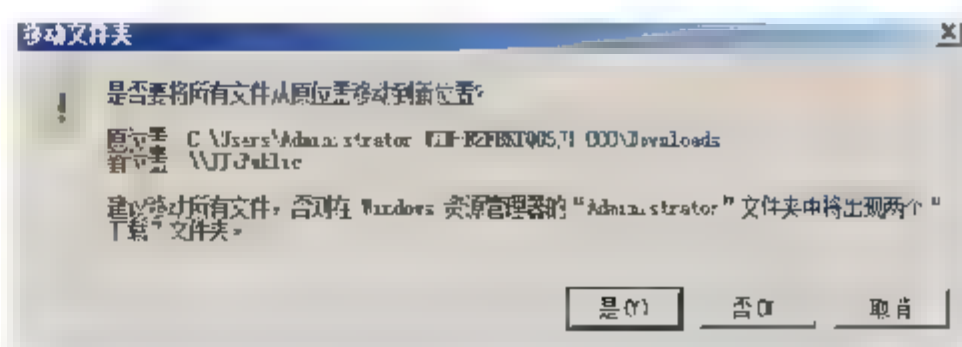 移动文件夹
是否要将所有文件从原位置移动到新位置?
原位置 C:\Users\Administrator
新位置
建议移动所有文件,否则在 Windows 资源管理器的“Administrator”文件夹中将出现两个“
下载”文件夹。
是(Y) 否(N) 取消